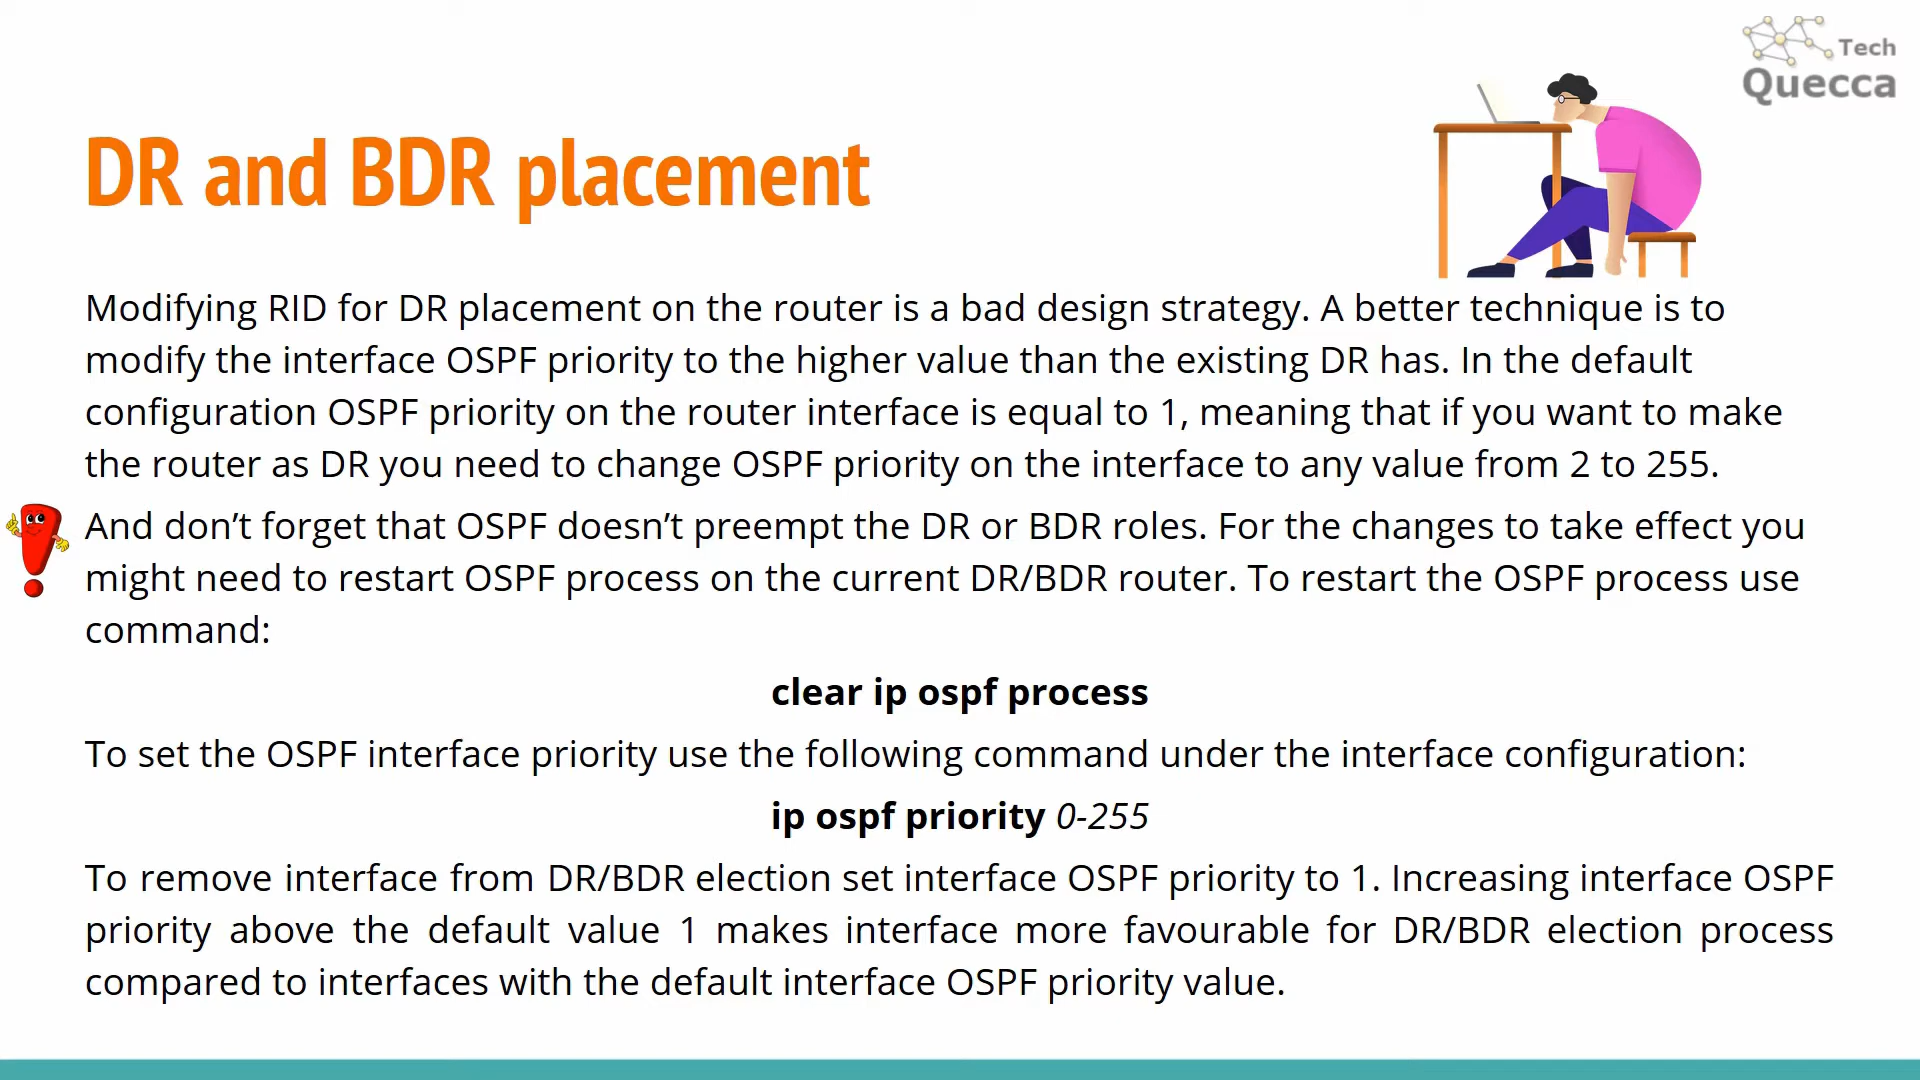 Tech
Quecca
DR and BDR placement
Modifying RID for DR placement on the router is a bad design strategy. A better technique is to
modify the interface OSPF priority to the higher value than the existing DR has. In the default
configuration OSPF priority on the router interface is equal to 1, meaning that if you want to make
the router as DR you need to change OSPF priority on the interface to any value from 2 to 255.
And don’t forget that OSPF doesn’t preempt the DR or BDR roles. For the changes to take effect you
might need to restart OSPF process on the current DR/BDR router. To restart the OSPF process use
command:
clear ip ospf process
To set the OSPF interface priority use the following command under the interface configuration:
ip ospf priority 0-255
To remove interface from DR/BDR election set interface OSPF priority to 1. Increasing interface OSPF
priority above the default value 1 makes interface more favourable for DR/BDR election process
compared to interfaces with the default interface OSPF priority value.